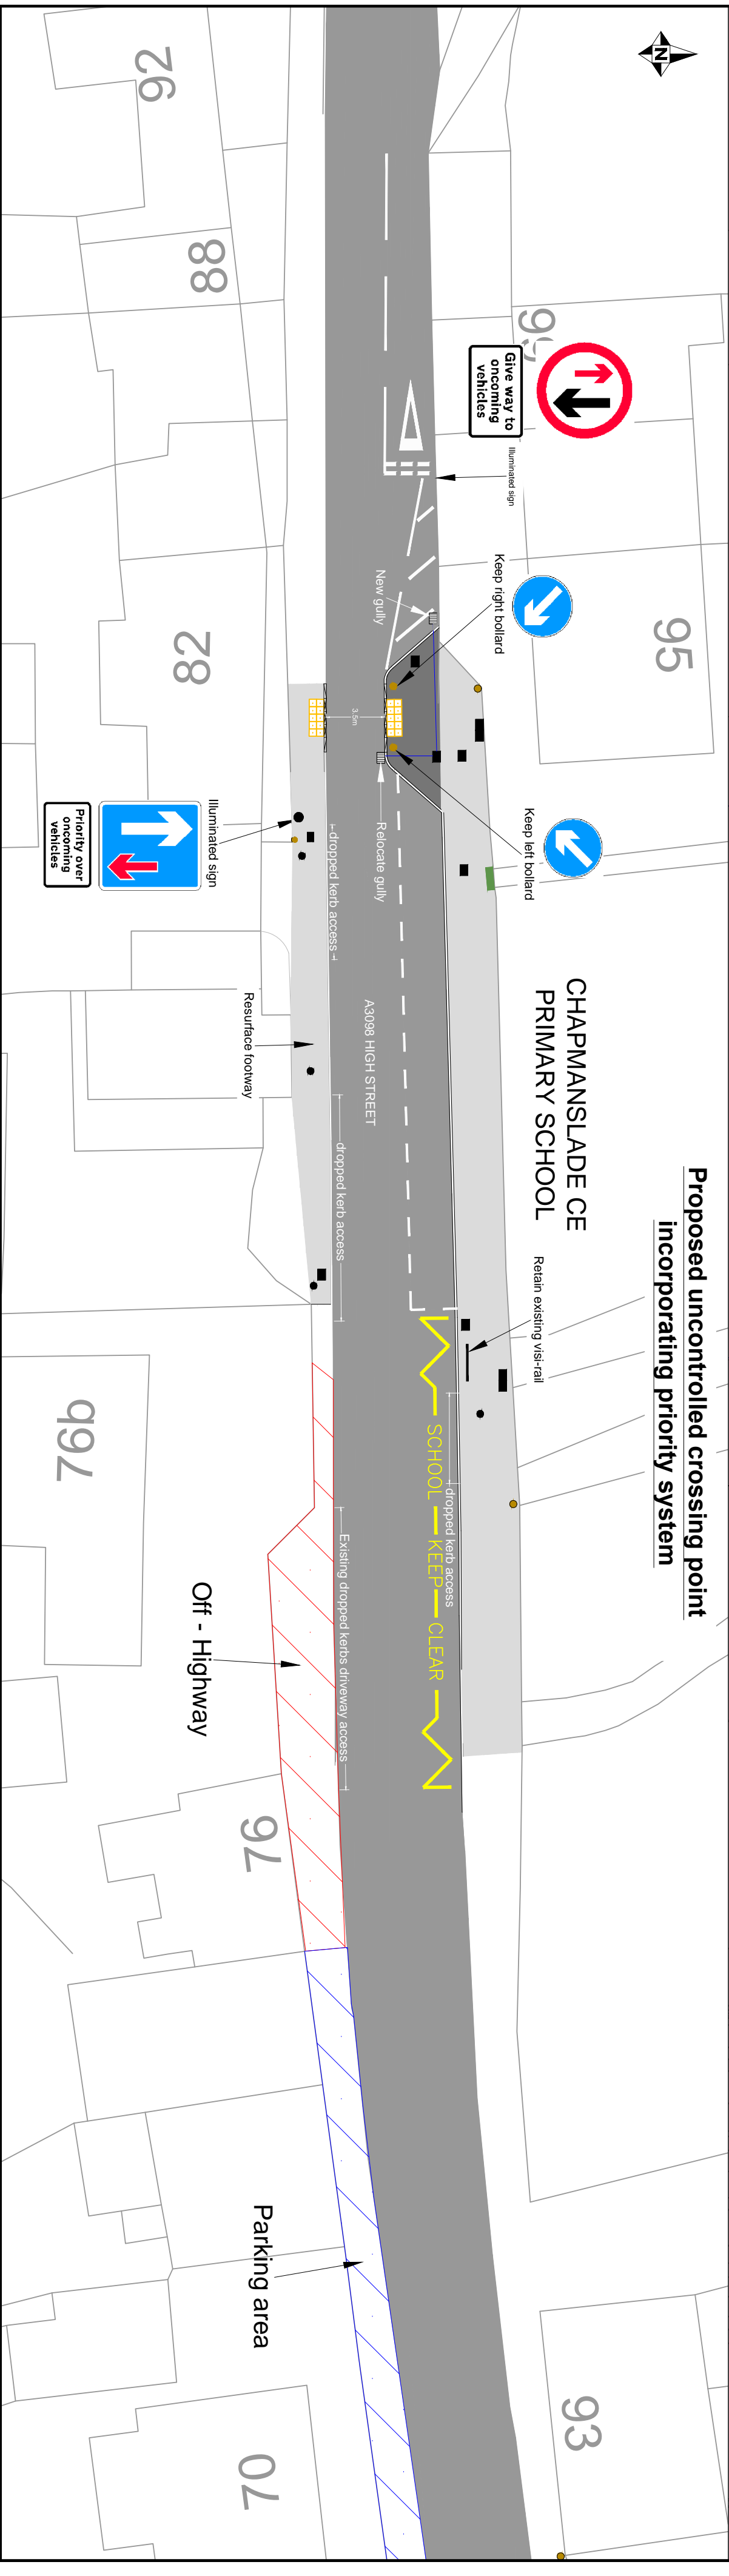 Proposed uncontrolled crossing point
incorporating priority system
N
CHAPMANSLADE CE
PRIMARY SCHOOL
95
93
Give way to
oncoming
vehicles
Illuminated sign
Keep right bollard
Keep left bollard
Retain existing visi-rail
New gully
Relocate gully
3.5m
A3098 HIGH STREET
SCHOOL KEEP CLEAR
dropped kerb access
dropped kerb access
dropped kerb access
Existing dropped kerbs driveway access
Illuminated sign
Priority over
oncoming
vehicles
Resurface footway
Off - Highway
Parking area
92
88
82
76b
76
70